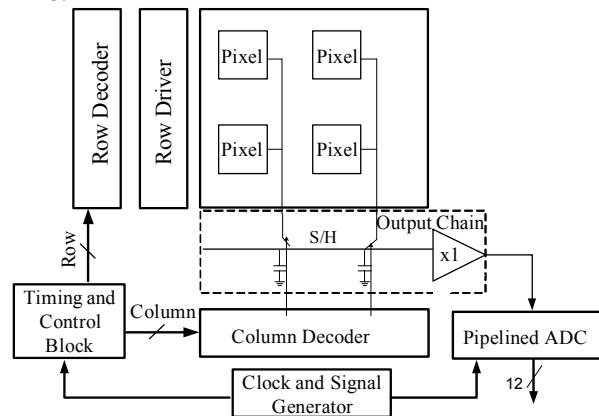 Row Decoder
Row Driver
Pixel
Pixel
Pixel
Pixel
Output Chain
S/H
x1
Row
Timing and
Control
Block
Column
Column Decoder
Pipelined ADC
Clock and Signal
Generator
12